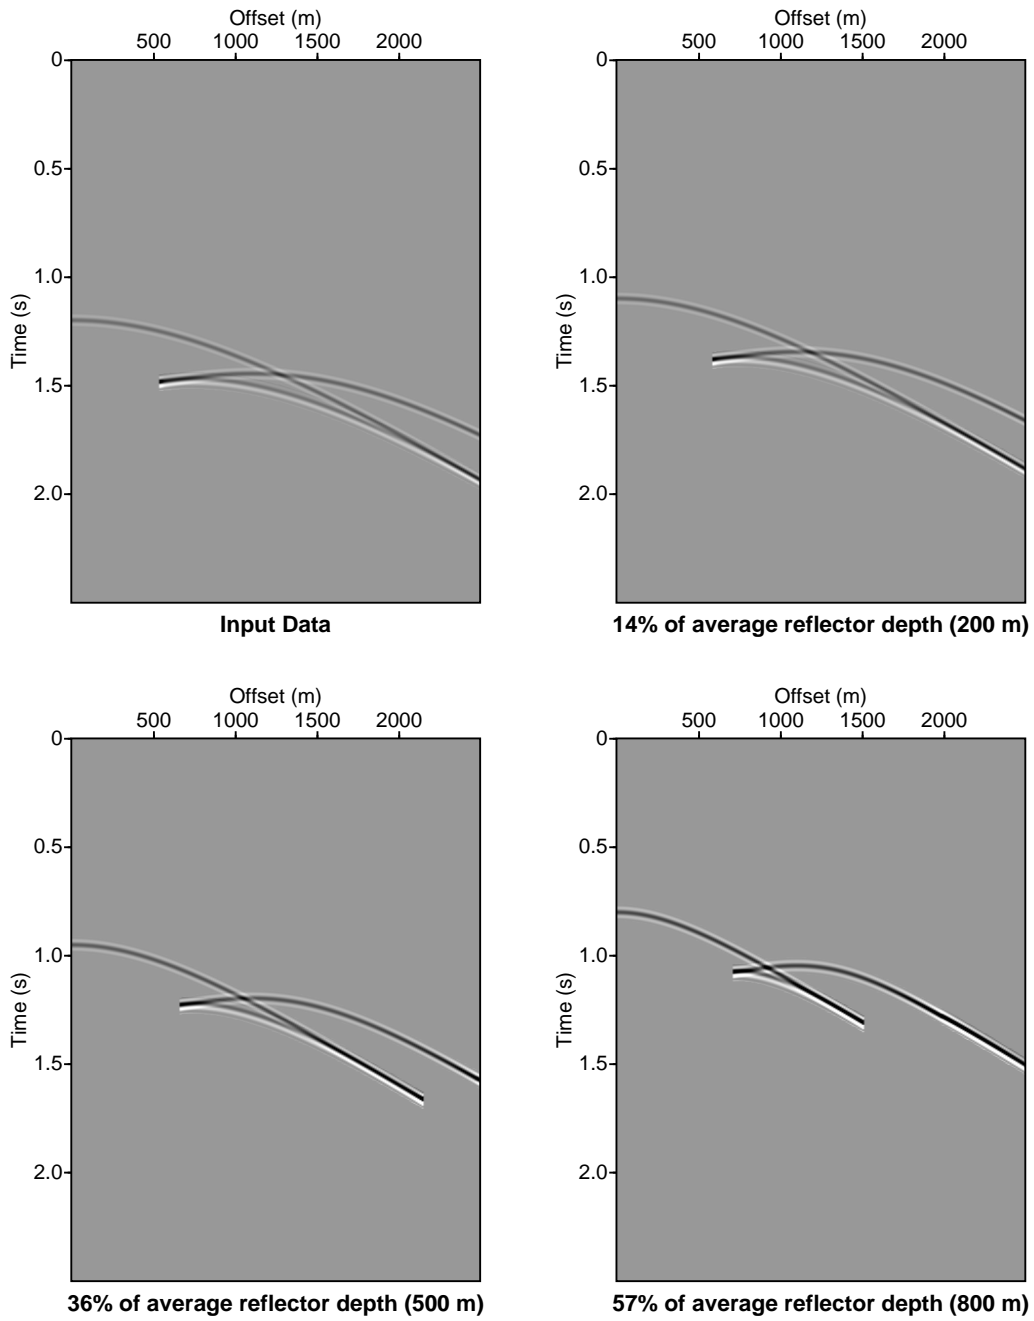 Offset (m)
500 1000 1500 2000
0
0.5
1.0
1.5
2.0
Time (s)
Input Data
Offset (m)
500 1000 1500 2000
0
0.5
1.0
1.5
2.0
Time (s)
14% of average reflector depth (200 m)
Offset (m)
500 1000 1500 2000
0
0.5
1.0
1.5
2.0
Time (s)
36% of average reflector depth (500 m)
Offset (m)
500 1000 1500 2000
0
0.5
1.0
1.5
2.0
Time (s)
57% of average reflector depth (800 m)